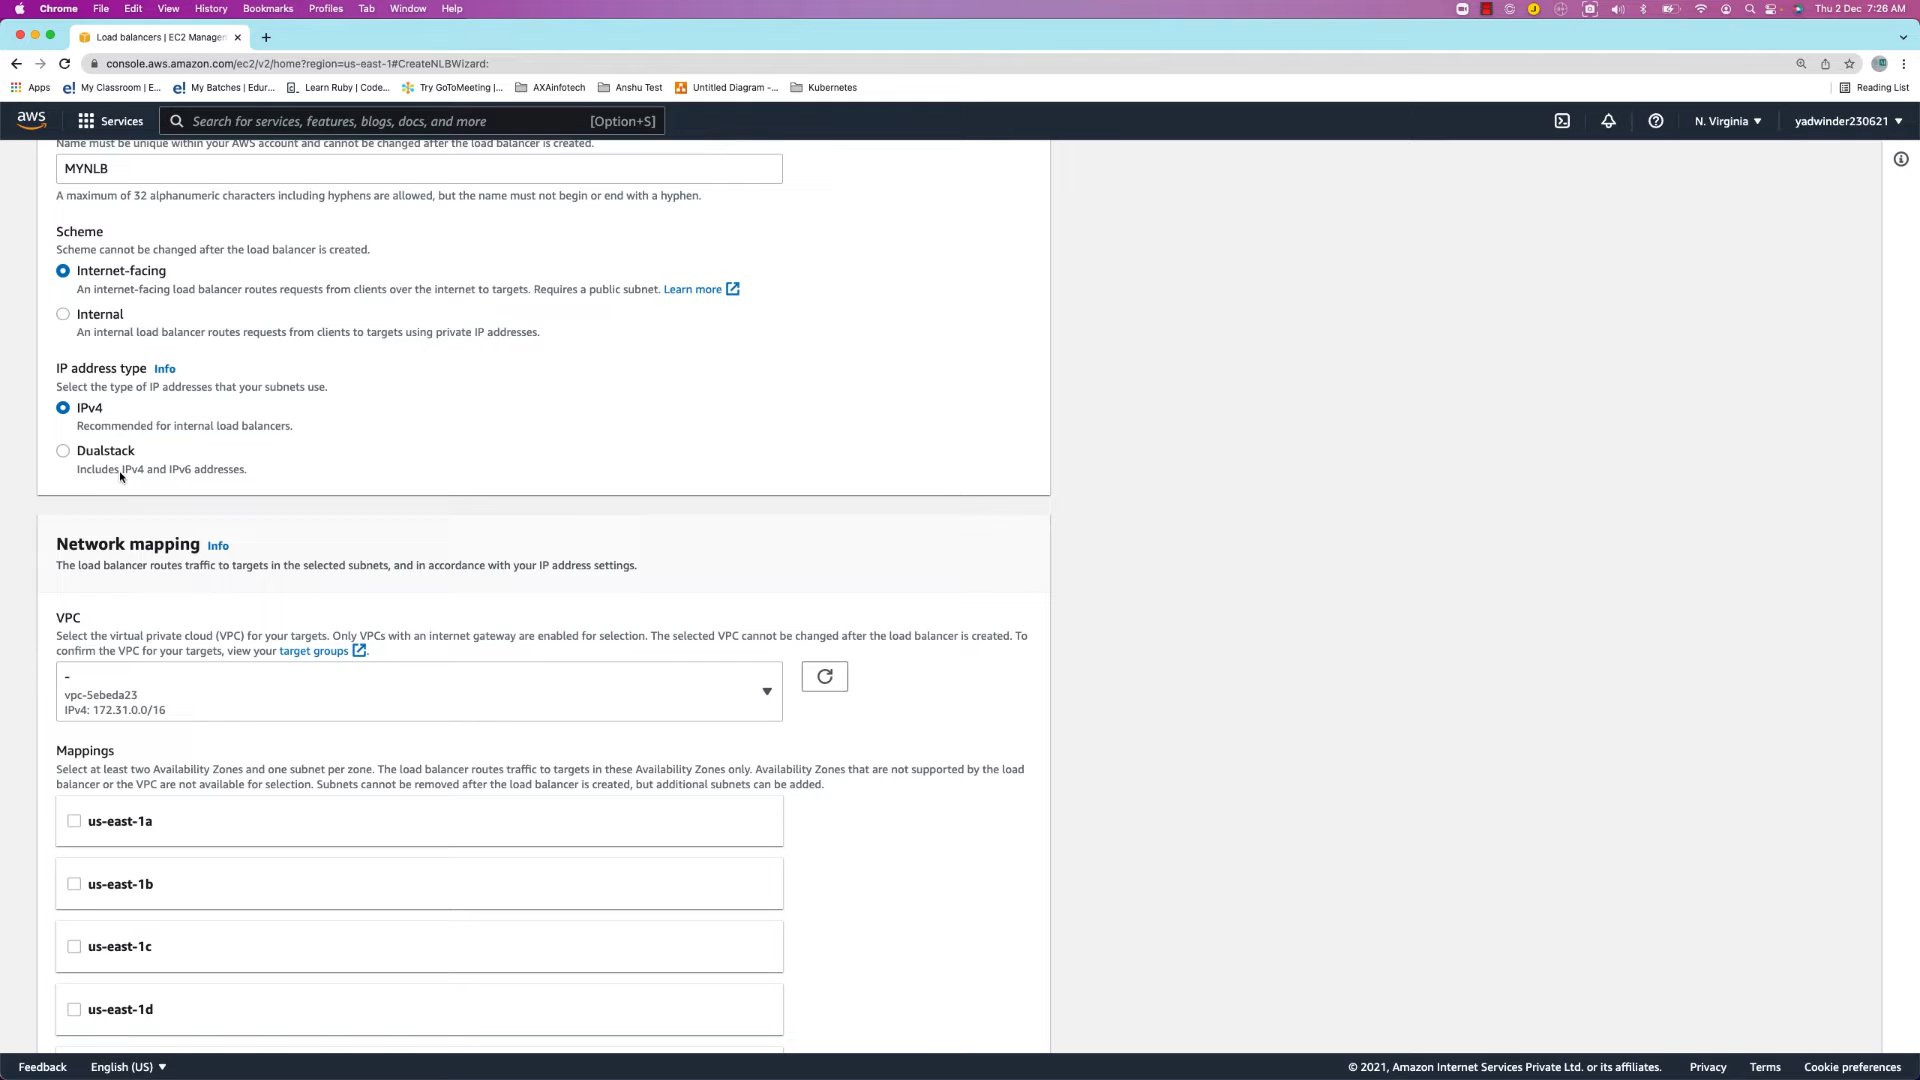 Chrome File Edit View History Bookmarks Profiles Tab Window Help Thu 2 Dec 7:26 AM
Load balancers | EC2 Manage
console.aws.amazon.com/ec2/v2/home?region=us-east-1#CreateNLBWizard:
Apps My Classroom | E... My Batches | Edur... Learn Ruby | Code... Try GoToMeeting |... AXAinfotech Anshu Test Untitled Diagram -... Kubernetes Reading List
aws Services Search for services, features, blogs, docs, and more [Option+S] N. Virginia yadwinder230621
Name must be unique within your AWS account and cannot be changed after the load balancer is created.
MYNLB
A maximum of 32 alphanumeric characters including hyphens are allowed, but the name must not begin or end with a hyphen.
Scheme
Scheme cannot be changed after the load balancer is created.
Internet-facing
An internet-facing load balancer routes requests from clients over the internet to targets. Requires a public subnet. Learn more
Internal
An internal load balancer routes requests from clients to targets using private IP addresses.
IP address type Info
Select the type of IP addresses that your subnets use.
IPv4
Recommended for internal load balancers.
Dualstack
Includes IPv4 and IPv6 addresses.
Network mapping Info
The load balancer routes traffic to targets in the selected subnets, and in accordance with your IP address settings.
VPC
Select the virtual private cloud (VPC) for your targets. Only VPCs with an internet gateway are enabled for selection. The selected VPC cannot be changed after the load balancer is created. To
confirm the VPC for your targets, view your target groups.
-
vpc-5ebeda23
IPv4: 172.31.0.0/16
Mappings
Select at least two Availability Zones and one subnet per zone. The load balancer routes traffic to targets in these Availability Zones only. Availability Zones that are not supported by the load
balancer or the VPC are not available for selection. Subnets cannot be removed after the load balancer is created, but additional subnets can be added.
us-east-1a
us-east-1b
us-east-1c
us-east-1d
Feedback English (US) © 2021, Amazon Internet Services Private Ltd. or its affiliates. Privacy Terms Cookie preferences